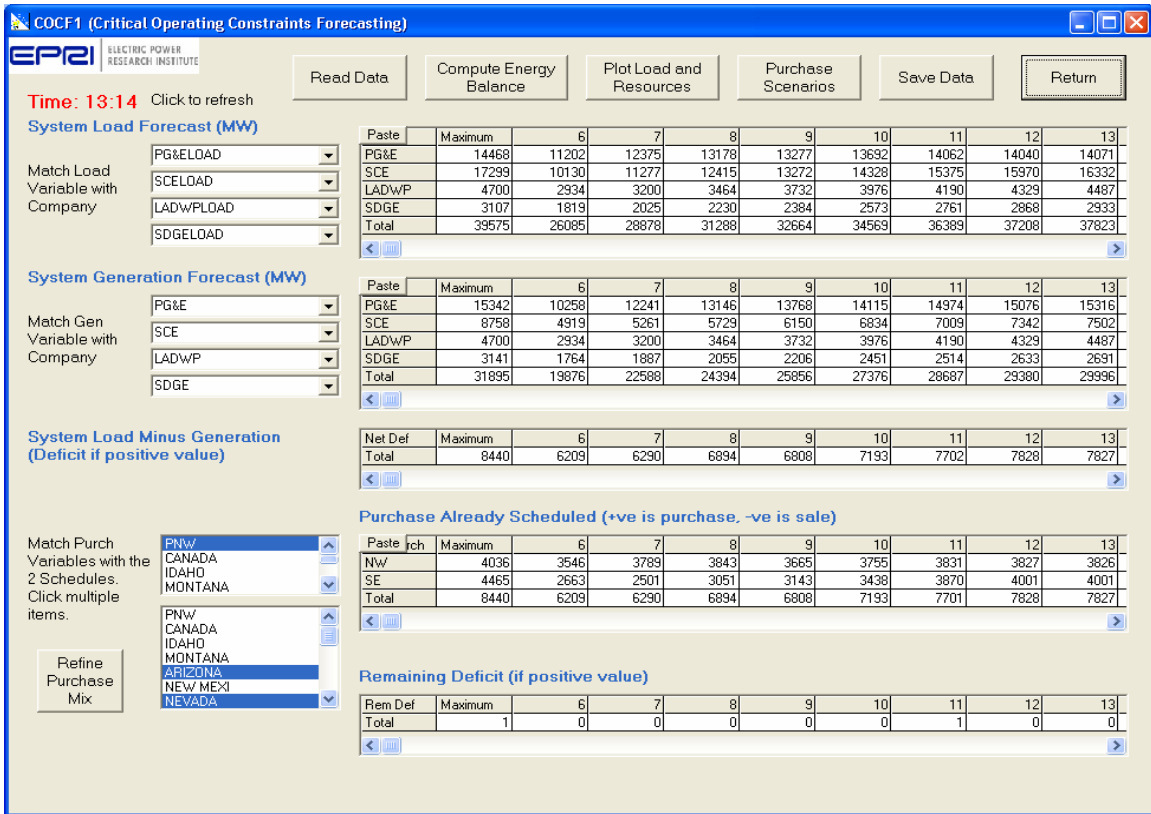 COCF1 (Critical Operating Constraints Forecasting)
EPRI ELECTRIC POWER
RESEARCH INSTITUTE
Read Data
Compute Energy
Balance
Plot Load and
Resources
Purchase
Scenarios
Save Data
Return
Time: 13:14 Click to refresh
System Load Forecast (MW)
Match Load
Variable with
Company
PG&ELOAD
SCELOAD
LADWPLOAD
SDGELOAD
Paste Maximum 6 7 8 9 10 11 12 13
PG&E 14468 11202 12375 13178 13277 13692 14062 14040 14071
SCE 17299 10130 11277 12415 13272 14328 15375 15970 16332
LADWP 4700 2934 3200 3464 3732 3976 4190 4329 4487
SDGE 3107 1819 2025 2230 2384 2573 2761 2868 2933
Total 39575 26085 28878 31288 32664 34569 36389 37208 37823
System Generation Forecast (MW)
Match Gen
Variable with
Company
PG&E
SCE
LADWP
SDGE
Paste Maximum 6 7 8 9 10 11 12 13
PG&E 15342 10258 12241 13146 13768 14115 14974 15076 15316
SCE 8758 4919 5261 5729 6150 6834 7009 7342 7502
LADWP 4700 2934 3200 3464 3732 3976 4190 4329 4487
SDGE 3141 1764 1887 2055 2206 2451 2514 2633 2691
Total 31895 19876 22588 24394 25856 27376 28687 29380 29996
System Load Minus Generation
(Deficit if positive value)
Net Def Maximum 6 7 8 9 10 11 12 13
Total 8440 6209 6290 6894 6808 7193 7702 7828 7827
Purchase Already Scheduled (+ve is purchase, -ve is sale)
Match Purch
Variables with the
2 Schedules.
Click multiple
items.
PNW
CANADA
IDAHO
MONTANA
PNW
CANADA
IDAHO
MONTANA
ARIZONA
NEW MEXI
NEVADA
Paste rch Maximum 6 7 8 9 10 11 12 13
NW 4036 3546 3789 3843 3665 3755 3831 3827 3826
SE 4465 2663 2501 3051 3143 3438 3870 4001 4001
Total 8440 6209 6290 6894 6808 7193 7701 7828 7827
Refine
Purchase
Mix
Remaining Deficit (if positive value)
Rem Def Maximum 6 7 8 9 10 11 12 13
Total 1 0 0 0 0 0 1 0 0